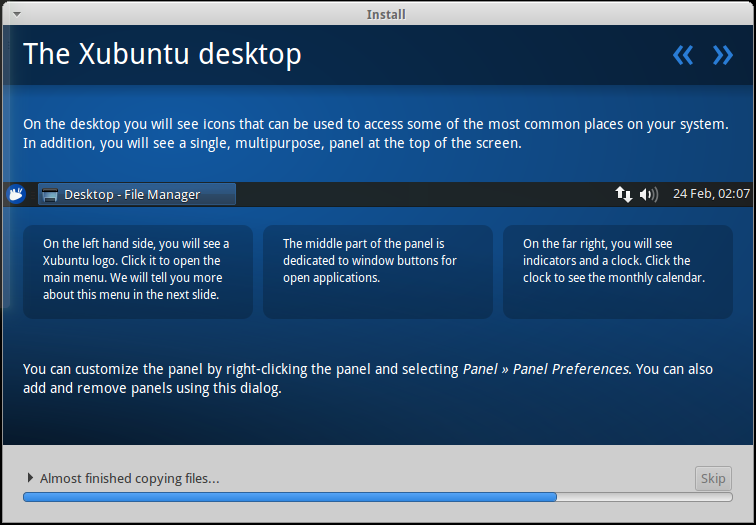 Install
The Xubuntu desktop
On the desktop you will see icons that can be used to access some of the most common places on your system.
In addition, you will see a single, multipurpose, panel at the top of the screen.
Desktop - File Manager
24 Feb, 02:07
On the left hand side, you will see a
Xubuntu logo. Click it to open the
main menu. We will tell you more
about this menu in the next slide.
The middle part of the panel is
dedicated to window buttons for
open applications.
On the far right, you will see
indicators and a clock. Click the
clock to see the monthly calendar.
You can customize the panel by right-clicking the panel and selecting Panel » Panel Preferences. You can also
add and remove panels using this dialog.
Almost finished copying files...
Skip